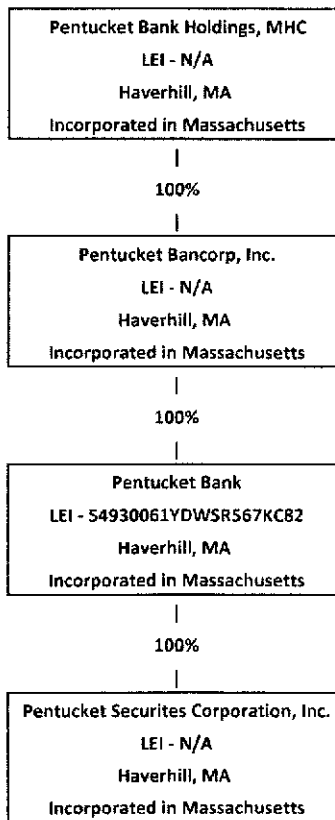 Pentucket Bank Holdings, MHC
LEI - N/A
Haverhill, MA
Incorporated in Massachusetts
100%
Pentucket Bancorp, Inc.
LEI - N/A
Haverhill, MA
Incorporated in Massachusetts
100%
Pentucket Bank
LEI - 54930061YDWSRS67KC82
Haverhill, MA
Incorporated in Massachusetts
100%
Pentucket Securites Corporation, Inc.
LEI - N/A
Haverhill, MA
Incorporated in Massachusetts